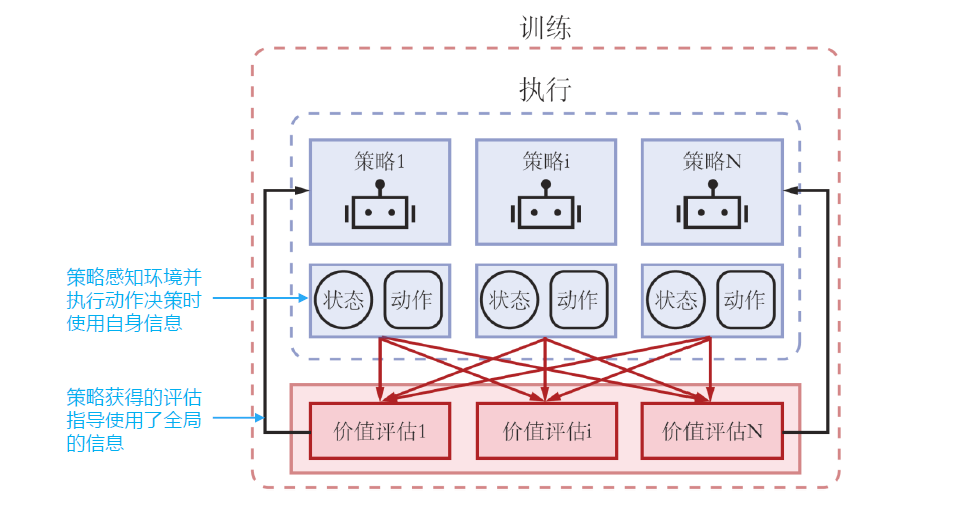 训练
执行
策略1
策略i
策略N
策略感知环境并
执行动作决策时
使用自身信息
状态
动作
状态
动作
状态
动作
策略获得的评估
指导使用了全局
的信息
价值评估1
价值评估i
价值评估N